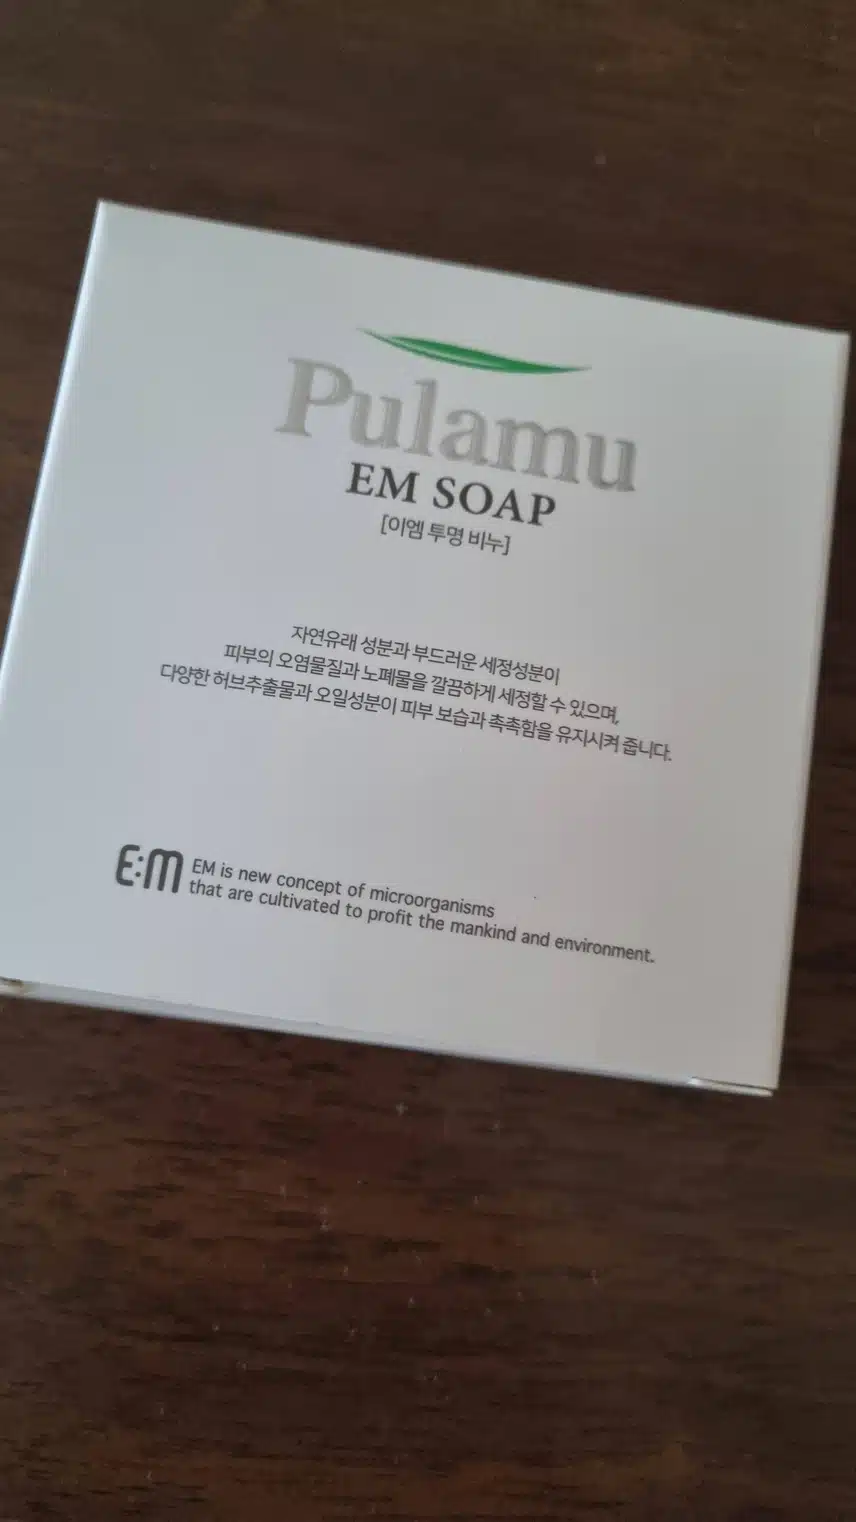 Pulamu
EM SOAP
[이엠 투명 비누]
자연유래 성분과 부드러운 세정성분이
피부의 오염물질과 노폐물을 깔끔하게 세정할 수 있으며,
다양한 허브추출물과 오일성분이 피부 보습과 촉촉함을 유지시켜 줍니다.
E:M EM is new concept of microorganisms
that are cultivated to profit the mankind and environment.